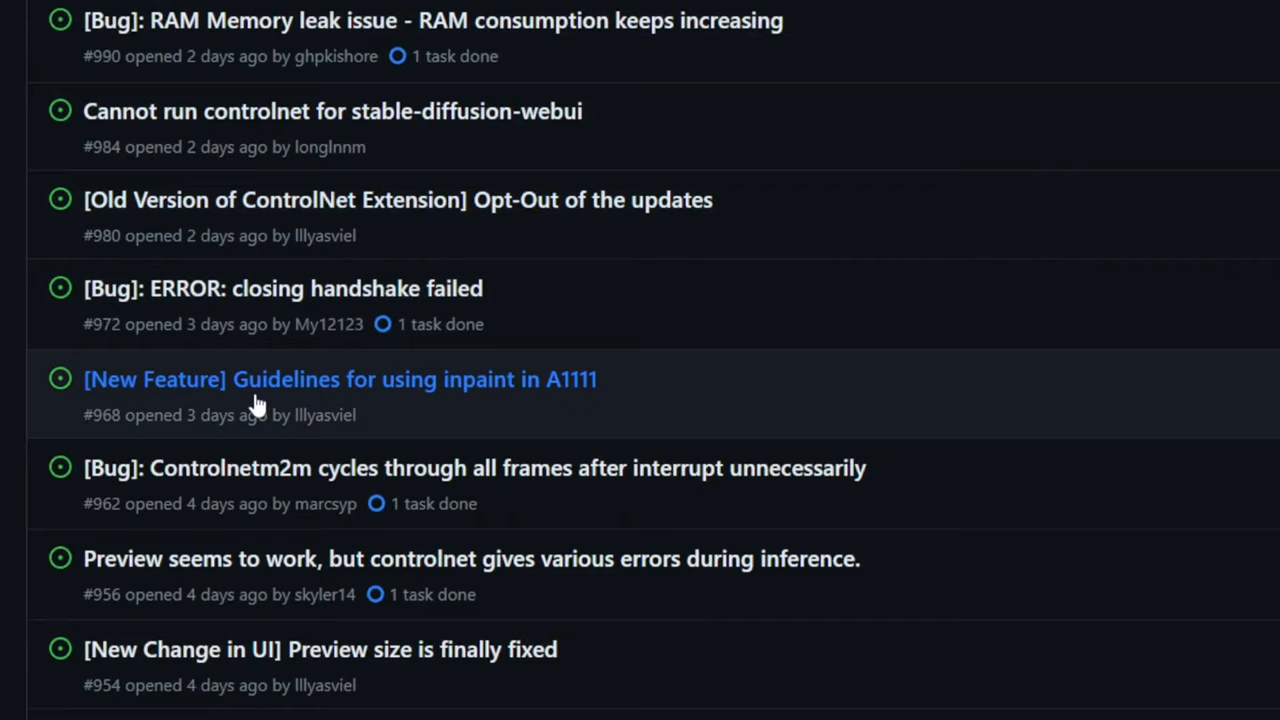 [Bug]: RAM Memory leak issue - RAM consumption keeps increasing
#990 opened 2 days ago by ghpkishore 1 task done
Cannot run controlnet for stable-diffusion-webui
#984 opened 2 days ago by longlnnm
[Old Version of ControlNet Extension] Opt-Out of the updates
#980 opened 2 days ago by lllyasviel
[Bug]: ERROR: closing handshake failed
#972 opened 3 days ago by My12123 1 task done
[New Feature] Guidelines for using inpaint in A1111
#968 opened 3 days ago by lllyasviel
[Bug]: Controlnetm2m cycles through all frames after interrupt unnecessarily
#962 opened 4 days ago by marcsyp 1 task done
Preview seems to work, but controlnet gives various errors during inference.
#956 opened 4 days ago by skyler14 1 task done
[New Change in UI] Preview size is finally fixed
#954 opened 4 days ago by lllyasviel